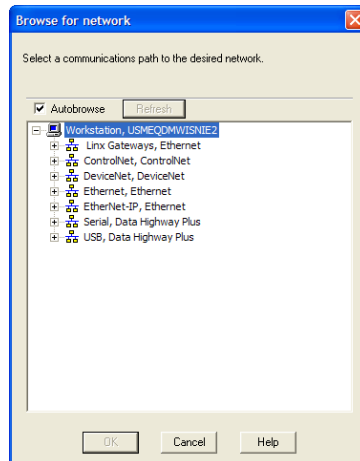 Browse for network
Select a communications path to the desired network.
Autobrowse Refresh
Workstation, USMEQDMWISNIE2
Linx Gateways, Ethernet
ControlNet, ControlNet
DeviceNet, DeviceNet
Ethernet, Ethernet
EtherNet-IP, Ethernet
Serial, Data Highway Plus
USB, Data Highway Plus
OK Cancel Help